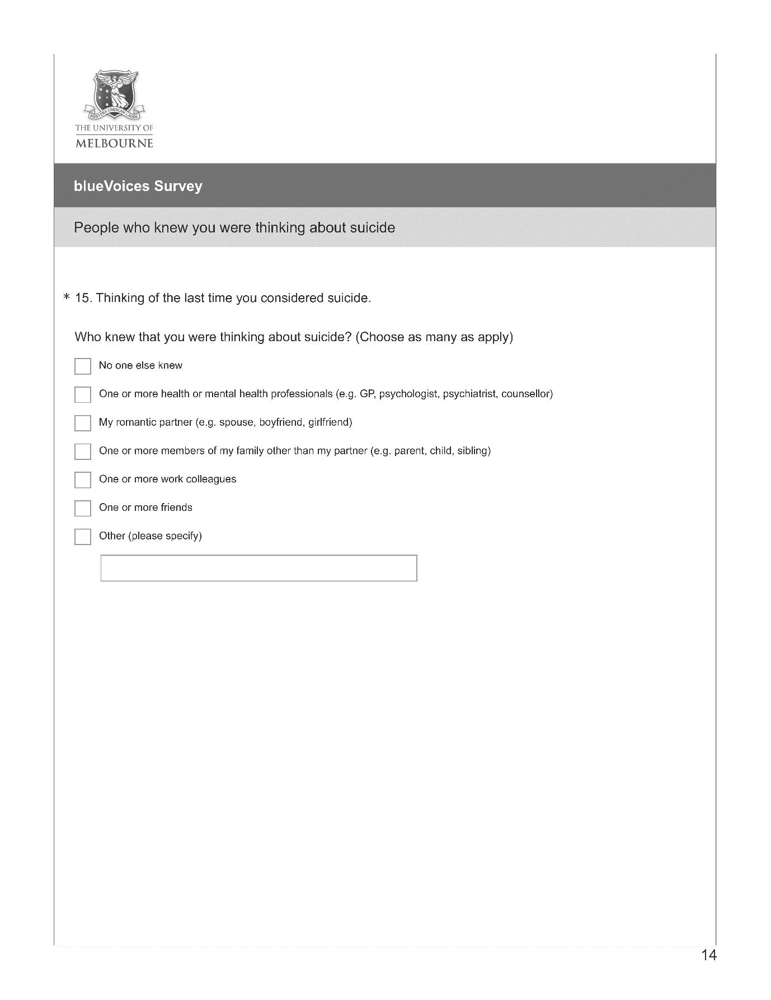 POSTERA CRESCAM LAUDE
THE UNIVERSITY OF
MELBOURNE
blueVoices Survey
People who knew you were thinking about suicide
* 15. Thinking of the last time you considered suicide.
Who knew that you were thinking about suicide? (Choose as many as apply)
No one else knew
One or more health or mental health professionals (e.g. GP, psychologist, psychiatrist, counsellor)
My romantic partner (e.g. spouse, boyfriend, girlfriend)
One or more members of my family other than my partner (e.g. parent, child, sibling)
One or more work colleagues
One or more friends
Other (please specify)
14